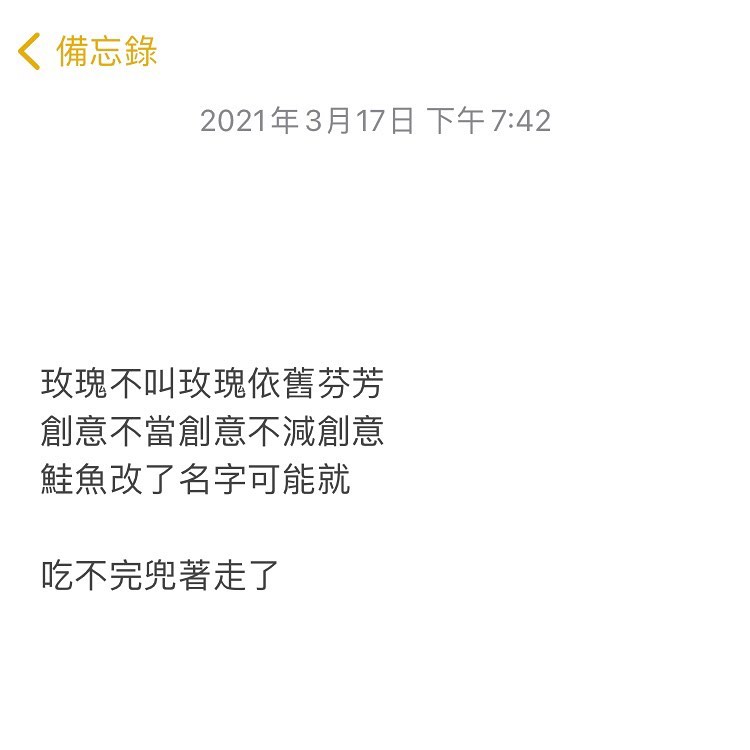 備忘錄
2021年3月17日 下午7:42
玫瑰不叫玫瑰依舊芬芳
創意不當創意不減創意
鮭魚改了名字可能就
吃不完兜著走了